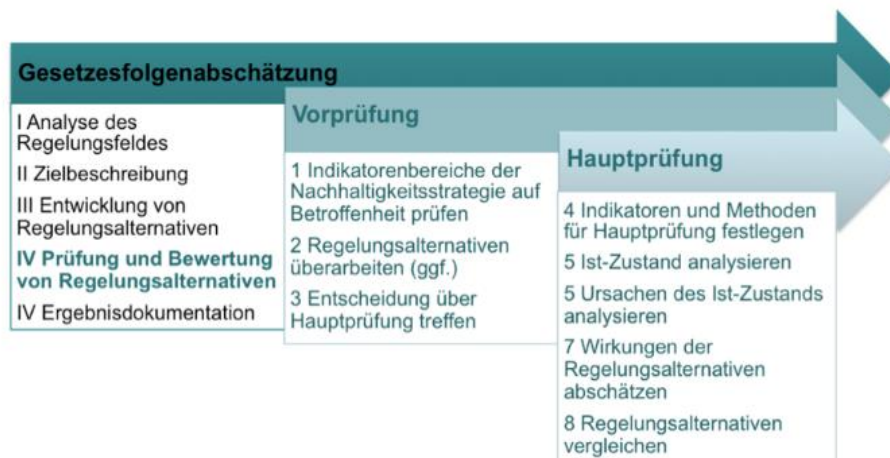 Gesetzesfolgenabschätzung
I Analyse des
Regelungsfeldes
II Zielbeschreibung
III Entwicklung von
Regelungsalternativen
IV Prüfung und Bewertung
von Regelungsalternativen
IV Ergebnisdokumentation
Vorprüfung
1 Indikatorenbereiche der
Nachhaltigkeitsstrategie auf
Betroffenheit prüfen
2 Regelungsalternativen
überarbeiten (ggf.)
3 Entscheidung über
Hauptprüfung treffen
Hauptprüfung
4 Indikatoren und Methoden
für Hauptprüfung festlegen
5 Ist-Zustand analysieren
5 Ursachen des Ist-Zustands
analysieren
7 Wirkungen der
Regelungsalternativen
abschätzen
8 Regelungsalternativen
vergleichen